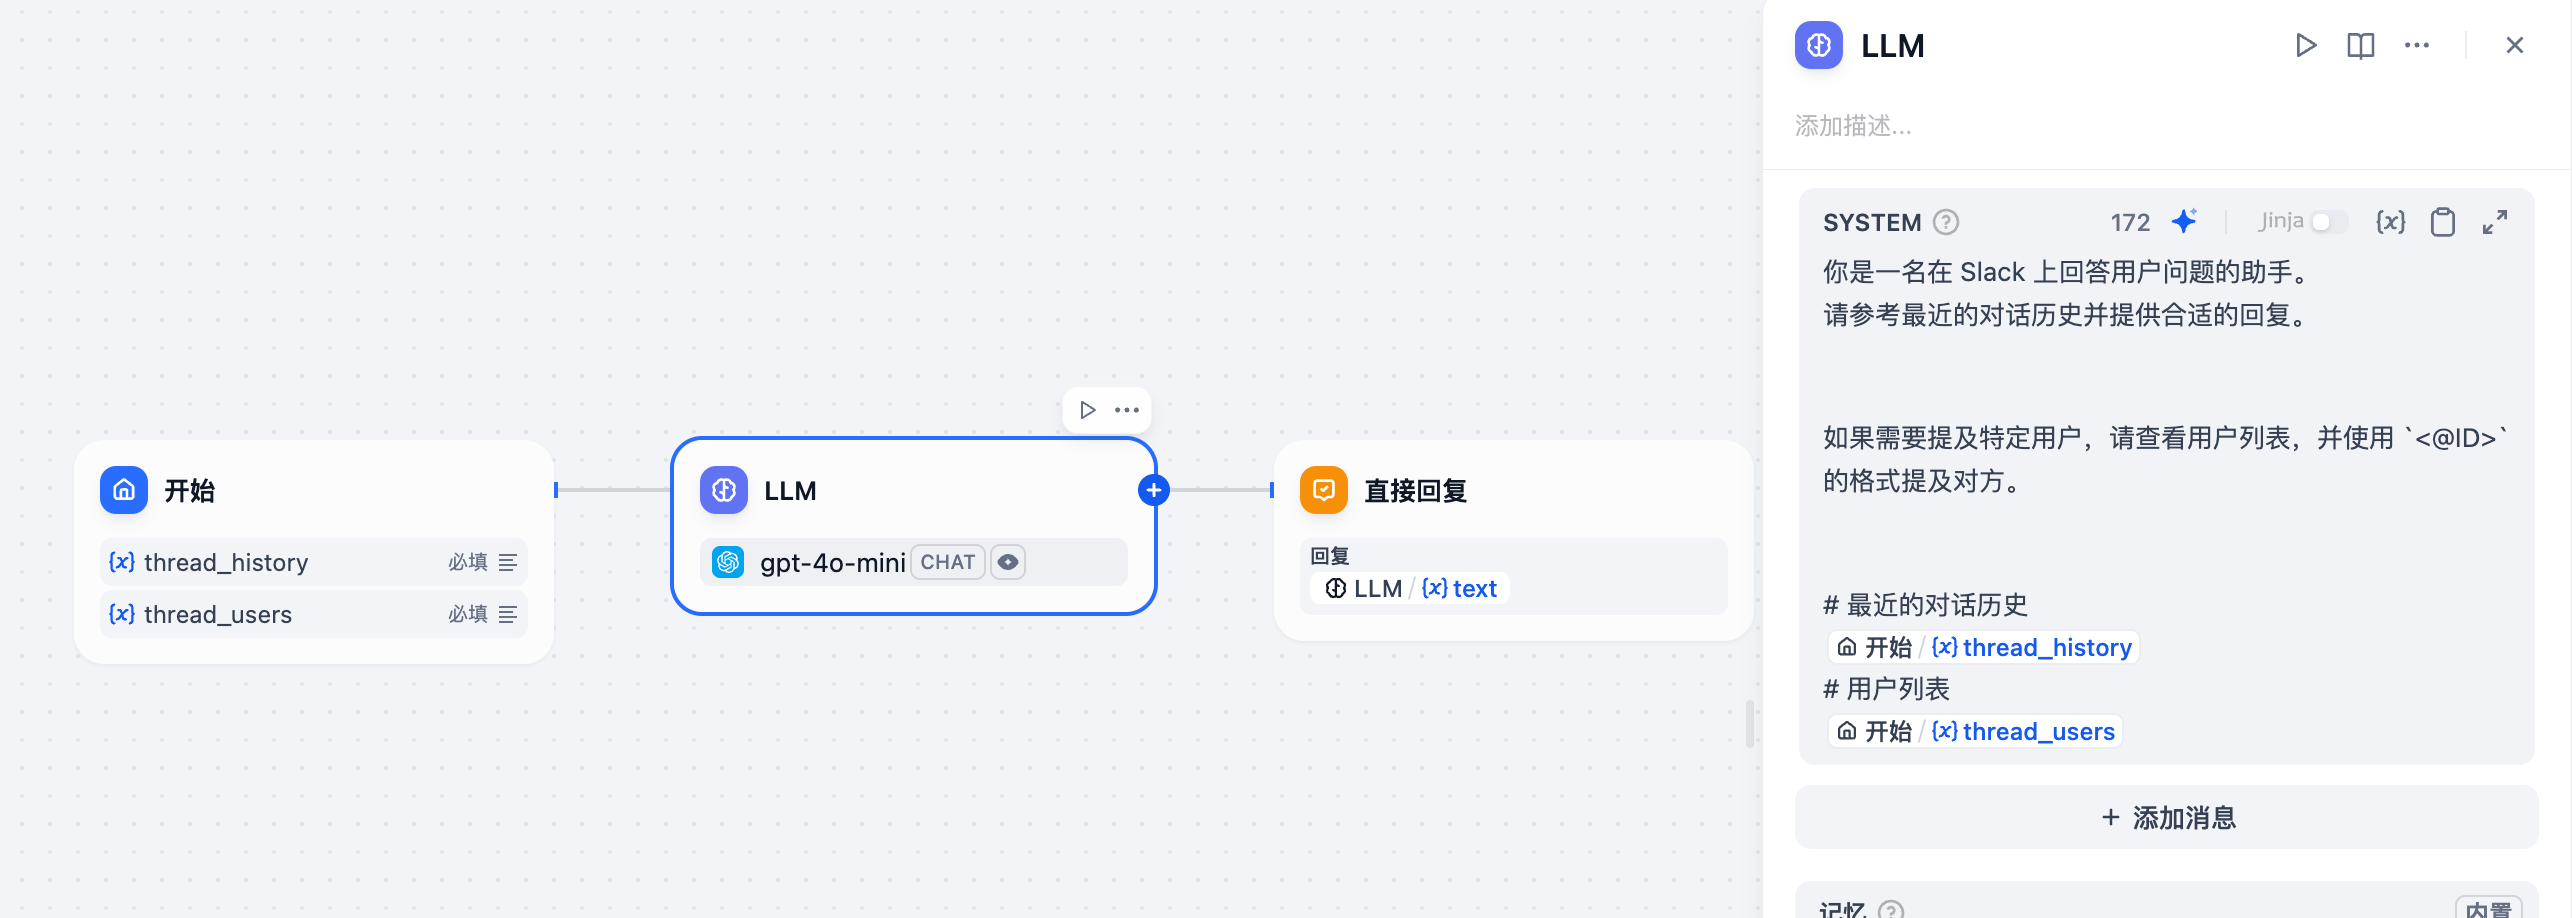 开始
{x} thread_history 必填
{x} thread_users 必填
LLM
gpt-4o-mini CHAT
直接回复
回复
LLM / {x} text
LLM
添加描述...
SYSTEM 172 Jinja {x}
你是一名在 Slack 上回答用户问题的助手。
请参考最近的对话历史并提供合适的回复。
如果需要提及特定用户，请查看用户列表，并使用 `<@ID>`
的格式提及对方。
# 最近的对话历史
开始 / {x} thread_history
# 用户列表
开始 / {x} thread_users
+ 添加消息
记忆 内置